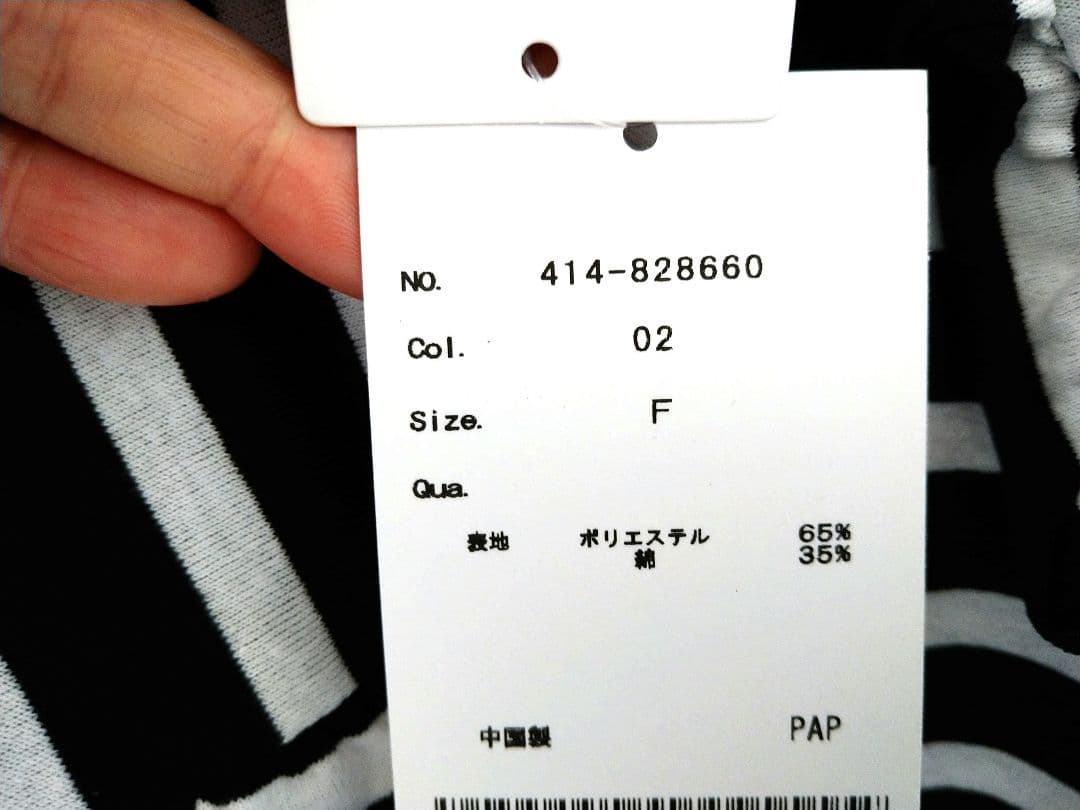 NO. 414-828660
Col. 02
Size. F
Qua.
表地 ポリエステル 65%
綿 35%
中国製 PAP